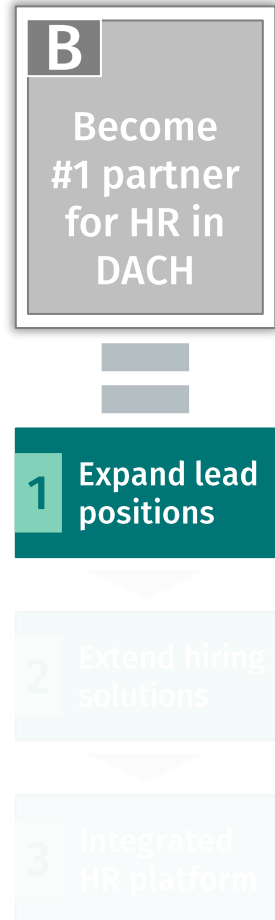 B
Become
#1 partner
for HR in
DACH
1
Expand lead
positions
2
Extend hiring
solutions
3
Integrated
HR platform